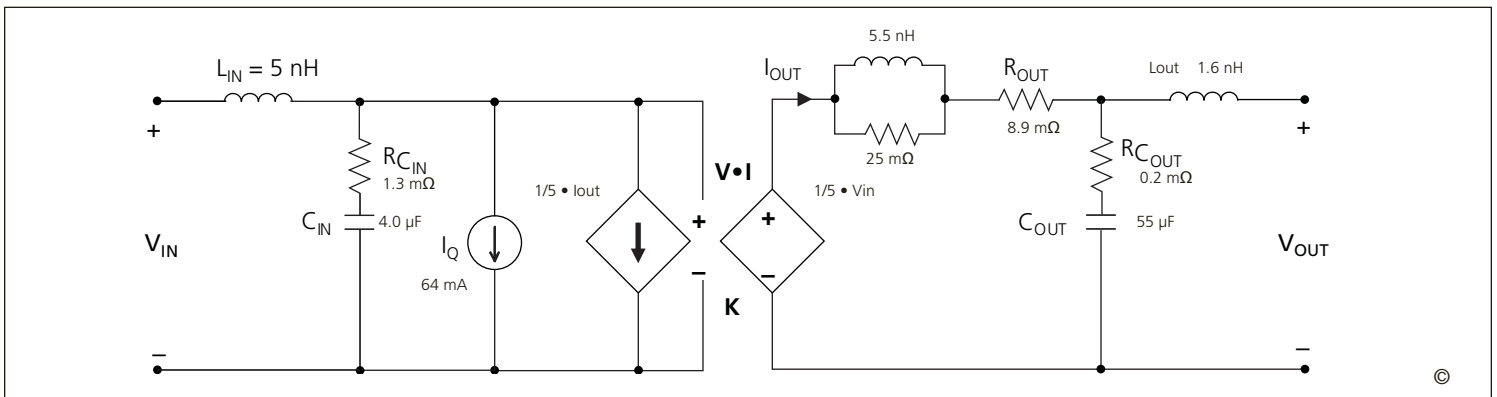 L_IN = 5 nH
+
R_C_IN
1.3 mΩ
C_IN
4.0 µF
V_IN
–
I_Q
64 mA
1/5 • Iout
+
–
V•I
K
1/5 • Vin
+
–
I_OUT
5.5 nH
25 mΩ
R_OUT
8.9 mΩ
Lout 1.6 nH
+
R_C_OUT
0.2 mΩ
C_OUT
55 µF
V_OUT
–
©